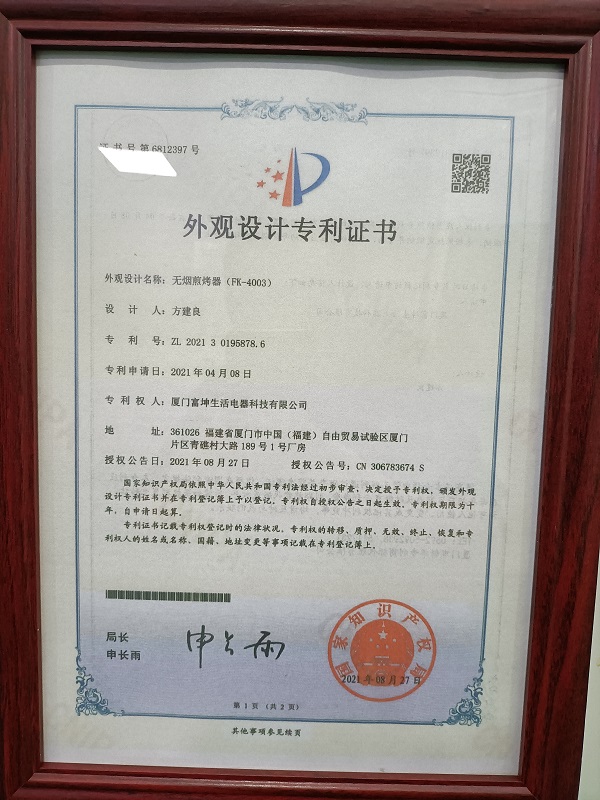 证书号第6812397号
外观设计专利证书
外观设计名称：无烟煎烤器（FK-4003）
设计人：方建良
专利号：ZL 2021 3 0195878.6
专利申请日：2021年04月08日
专利权人：厦门富坤生活电器科技有限公司
地址：361026 福建省厦门市中国（福建）自由贸易试验区厦门
片区青礁村大路189号1号厂房
授权公告日：2021年08月27日 授权公告号：CN 306783674 S
国家知识产权局依照中华人民共和国专利法经过初步审查，决定授予专利权，颁发外观
设计专利证书并在专利登记簿上予以登记。专利权自授权公告之日起生效。专利权期限为十
年，自申请日起算。
专利证书记载专利权登记时的法律状况。专利权的转移、质押、无效、终止、恢复和专
利权人的姓名或名称、国籍、地址变更等事项记载在专利登记簿上。
局长
申长雨
申长雨
国家知识产权局
2021年08月27日
第1页（共2页）
其他事项参见续页